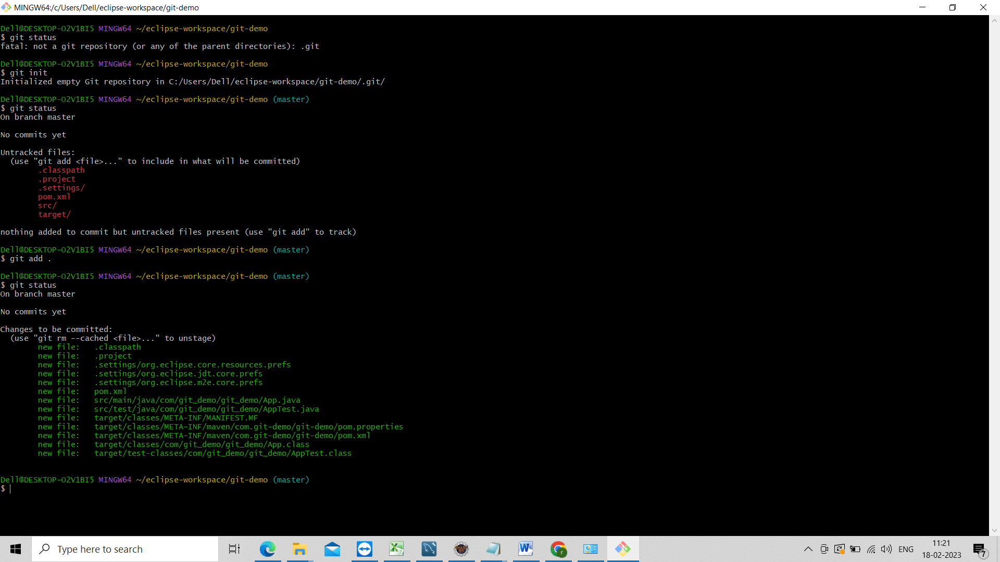 MINGW64:/c/Users/Dell/eclipse-workspace/git-demo
Dell@DESKTOP-O2V1BI5 MINGW64 ~/eclipse-workspace/git-demo
$ git status
fatal: not a git repository (or any of the parent directories): .git
Dell@DESKTOP-O2V1BI5 MINGW64 ~/eclipse-workspace/git-demo
$ git init
Initialized empty Git repository in C:/Users/Dell/eclipse-workspace/git-demo/.git/
Dell@DESKTOP-O2V1BI5 MINGW64 ~/eclipse-workspace/git-demo (master)
$ git status
On branch master
No commits yet
Untracked files:
  (use "git add <file>..." to include in what will be committed)
        .classpath
        .project
        .settings/
        pom.xml
        src/
        target/
nothing added to commit but untracked files present (use "git add" to track)
Dell@DESKTOP-O2V1BI5 MINGW64 ~/eclipse-workspace/git-demo (master)
$ git add .
Dell@DESKTOP-O2V1BI5 MINGW64 ~/eclipse-workspace/git-demo (master)
$ git status
On branch master
No commits yet
Changes to be committed:
  (use "git rm --cached <file>..." to unstage)
        new file:   .classpath
        new file:   .project
        new file:   .settings/org.eclipse.core.resources.prefs
        new file:   .settings/org.eclipse.jdt.core.prefs
        new file:   .settings/org.eclipse.m2e.core.prefs
        new file:   pom.xml
        new file:   src/main/java/com/git_demo/git_demo/App.java
        new file:   src/test/java/com/git_demo/git_demo/AppTest.java
        new file:   target/classes/META-INF/MANIFEST.MF
        new file:   target/classes/META-INF/maven/com.git-demo/git-demo/pom.properties
        new file:   target/classes/META-INF/maven/com.git-demo/git-demo/pom.xml
        new file:   target/classes/com/git_demo/git_demo/App.class
        new file:   target/test-classes/com/git_demo/git_demo/AppTest.class
Dell@DESKTOP-O2V1BI5 MINGW64 ~/eclipse-workspace/git-demo (master)
$
Type here to search
ENG
11:21
18-02-2023
7